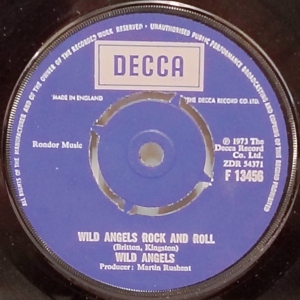 ALL RIGHTS OF THE MANUFACTURER AND OF THE OWNER OF THE RECORDED WORK RESERVED · UNAUTHORISED PUBLIC PERFORMANCE BROADCASTING AND COPYING OF THIS RECORD PROHIBITED
DECCA
MADE IN ENGLAND
THE DECCA RECORD CO. LTD.
Rondor Music
℗ 1973 The
Decca Record
Co. Ltd.
ZDR 54371
F 13456
WILD ANGELS ROCK AND ROLL
(Britton, Kingston)
WILD ANGELS
Producer: Martin Rushent